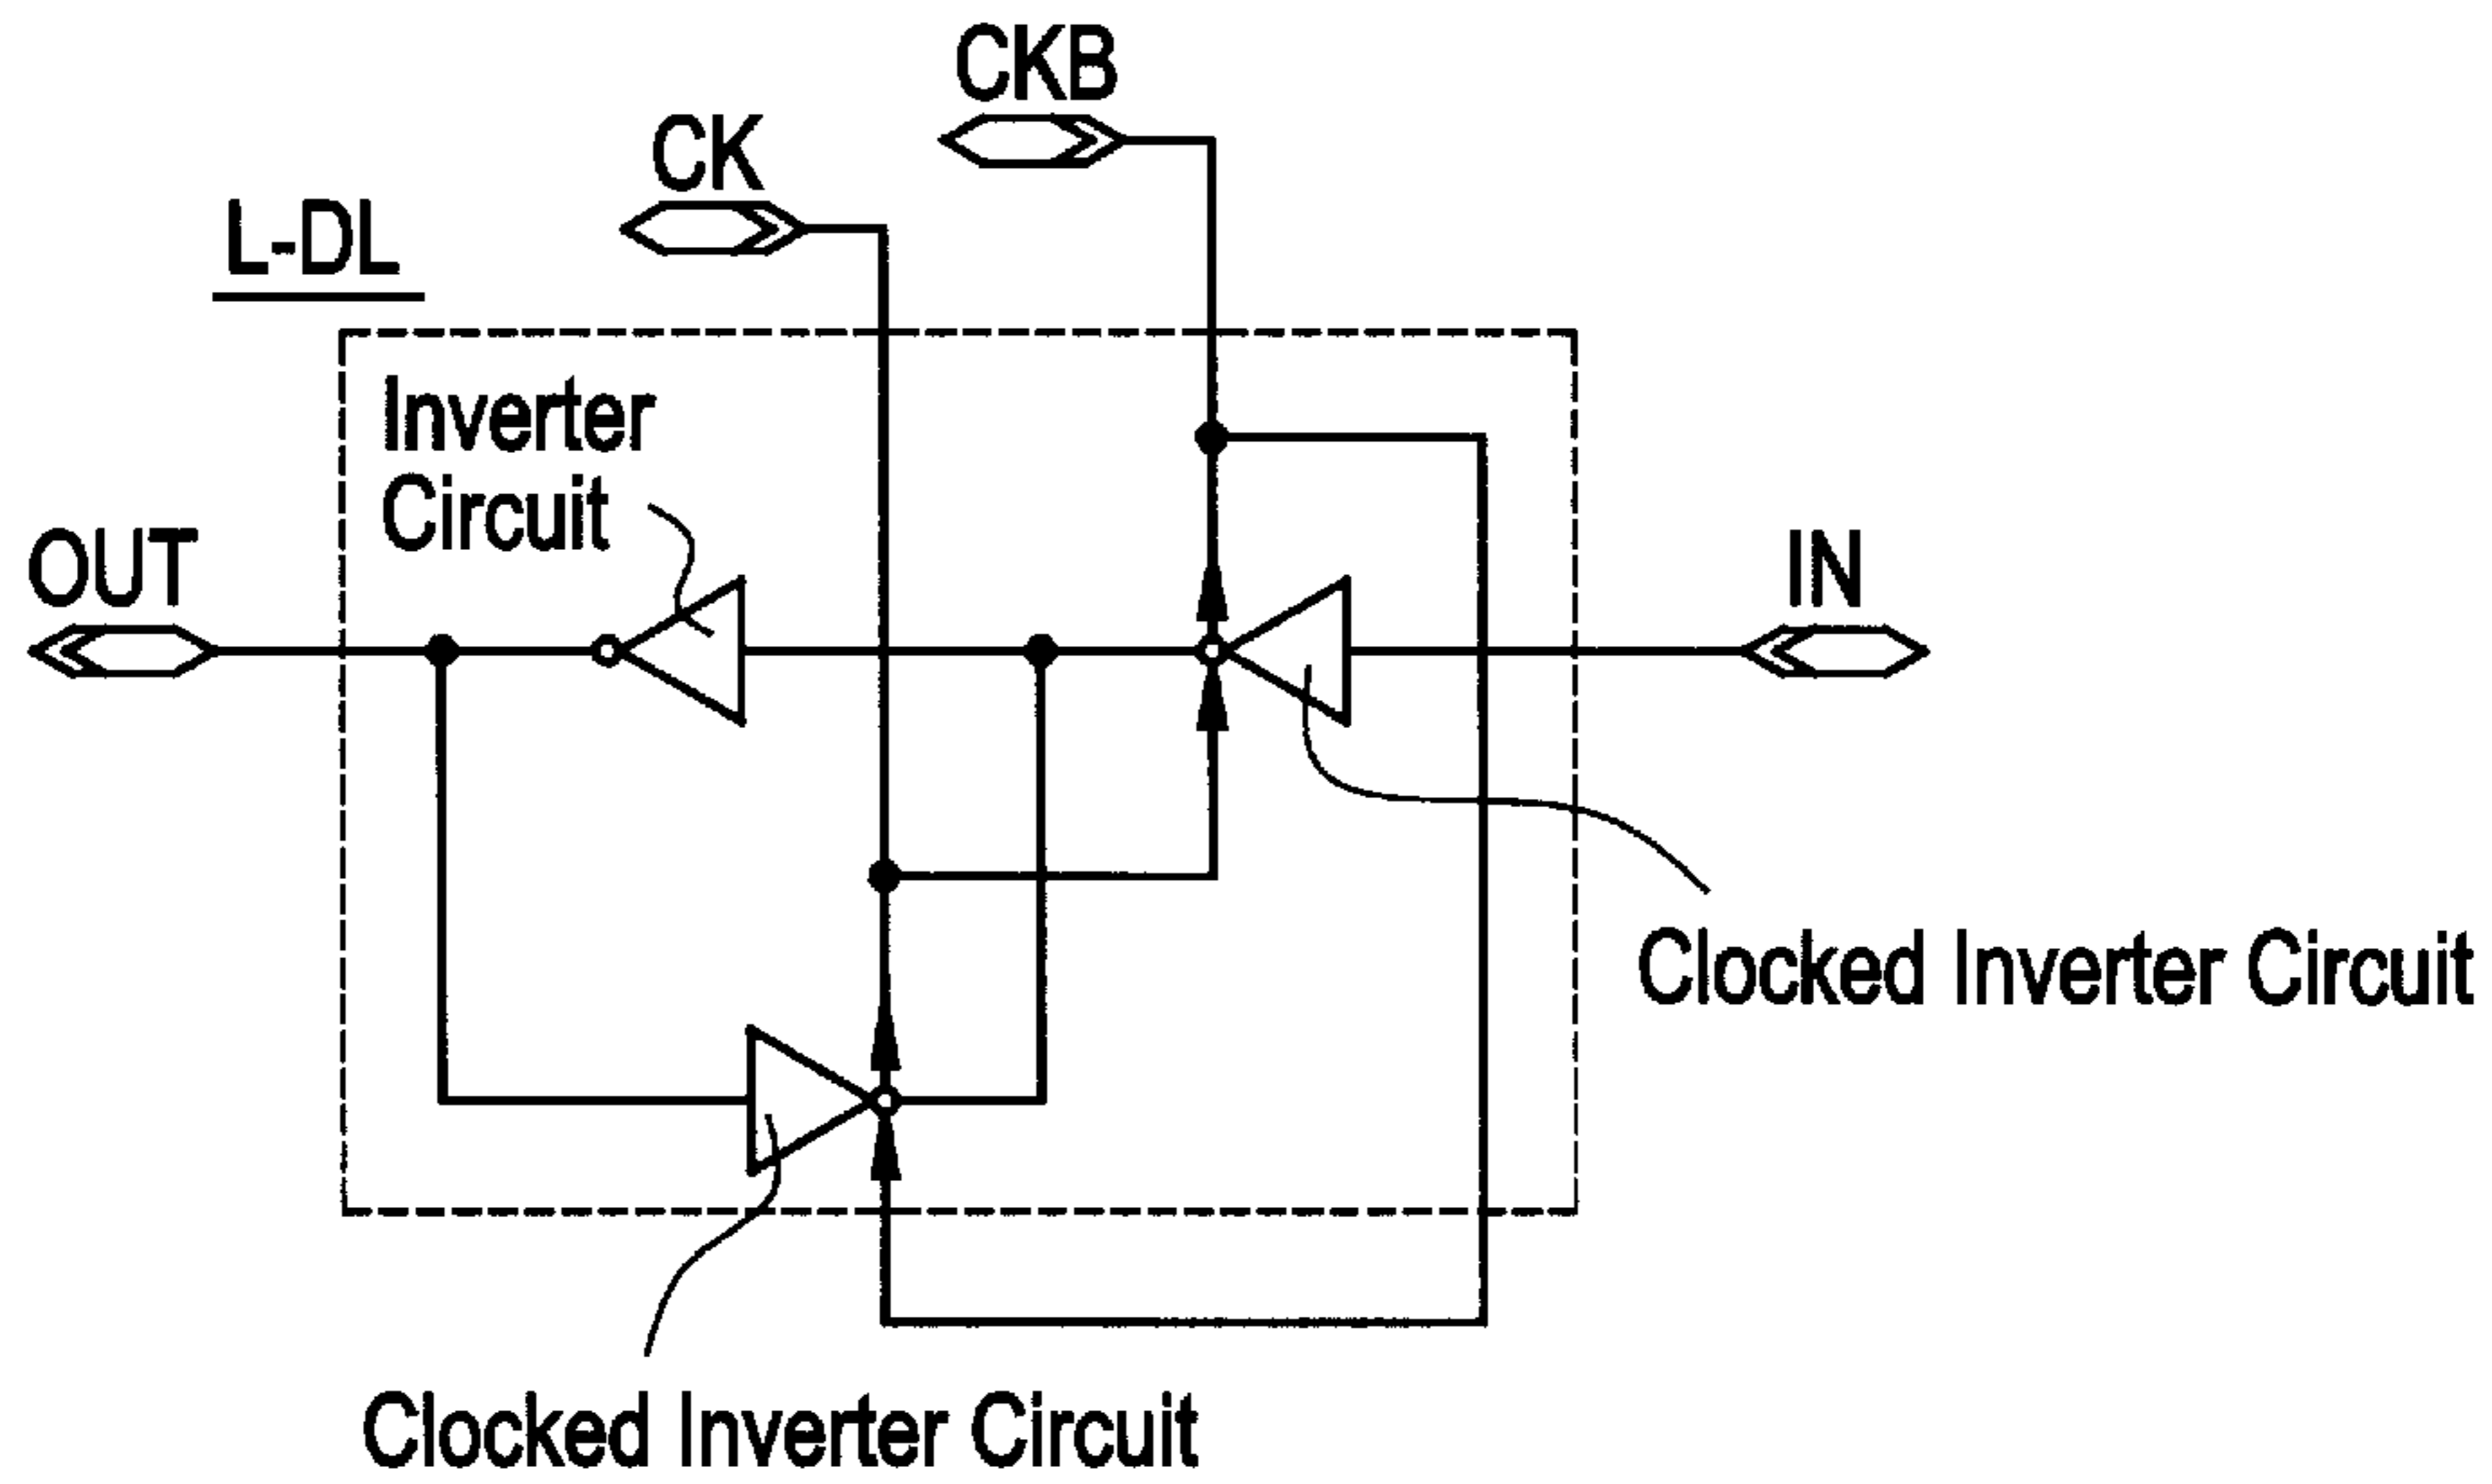 CKB
CK
L-DL
Inverter
Circuit
OUT
IN
Clocked Inverter Circuit
Clocked Inverter Circuit